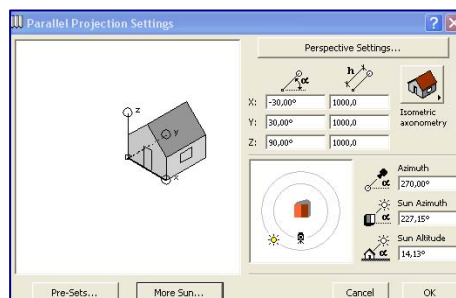 Parallel Projection Settings
Perspective Settings...
α h
X: -30,00° 1000,0
Y: 30,00° 1000,0
Z: 90,00° 1000,0
Isometric
axonometry
z
y
x
Azimuth
α 270,00°
Sun Azimuth
α 227,15°
Sun Altitude
α 14,13°
Pre-Sets...
More Sun...
Cancel
OK